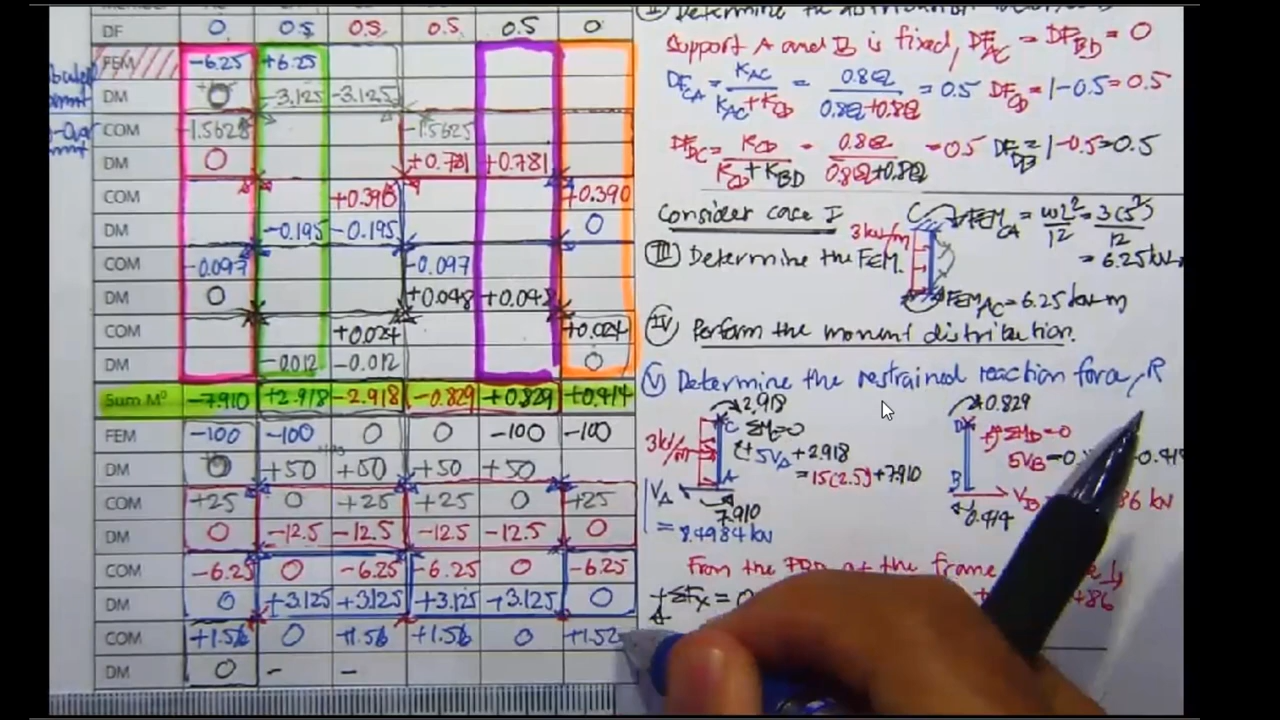 DF 0 0.5 0.5 0.5 0.5 0
FEM -6.25 +6.25
DM 0 -3.125 -3.125
COM -1.5625 -1.5625
DM 0 +0.781 +0.781
COM +0.390 +0.390
DM -0.195 -0.195 0
COM -0.097 -0.097
DM 0 +0.048 +0.048
COM +0.024 +0.024
DM -0.012 -0.012 0
Sum M⁰ -7.910 +2.918 -2.918 -0.829 +0.829 +0.414
FEM -100 -100 0 0 -100 -100
DM 0 +50 +50 +50 +50
COM +25 0 +25 +25 0 +25
DM 0 -12.5 -12.5 -12.5 -12.5 0
COM -6.25 0 -6.25 -6.25 0 -6.25
DM 0 +3.125 +3.125 +3.125 +3.125 0
COM +1.56 0 +1.56 +1.56 0 +1.52
DM 0 - -
Support A and B is fixed, DF_AC = DF_BD = 0
DF_CA = K_AC / (K_AC + K_CD) = 0.8EI / (0.8EI + 0.8EI) = 0.5 DF_CD = 1 - 0.5 = 0.5
DF_DC = K_CD / (K_CD + K_BD) = 0.8EI / (0.8EI + 0.8EI) = 0.5 DF_DB = 1 - 0.5 = 0.5
Consider case I
C FEM_CA = wL²/12 = 3(5²)/12
3kN/m
= 6.25 kN
III Determine the FEM.
FEM_AC = 6.25 kN-m
IV Perform the moment distribution.
V Determine the restrained reaction force, R
2.918
C ΣM_C = 0
3kN/m
5V_A + 2.918
= 15(2.5) + 7.910
A
V_A
7.910
= 8.4984 kN
0.829
D ΣM_D = 0
5V_B
B
V_B
0.414
86 kN
From the FBD of the frame
+ΣFx = 0
+86